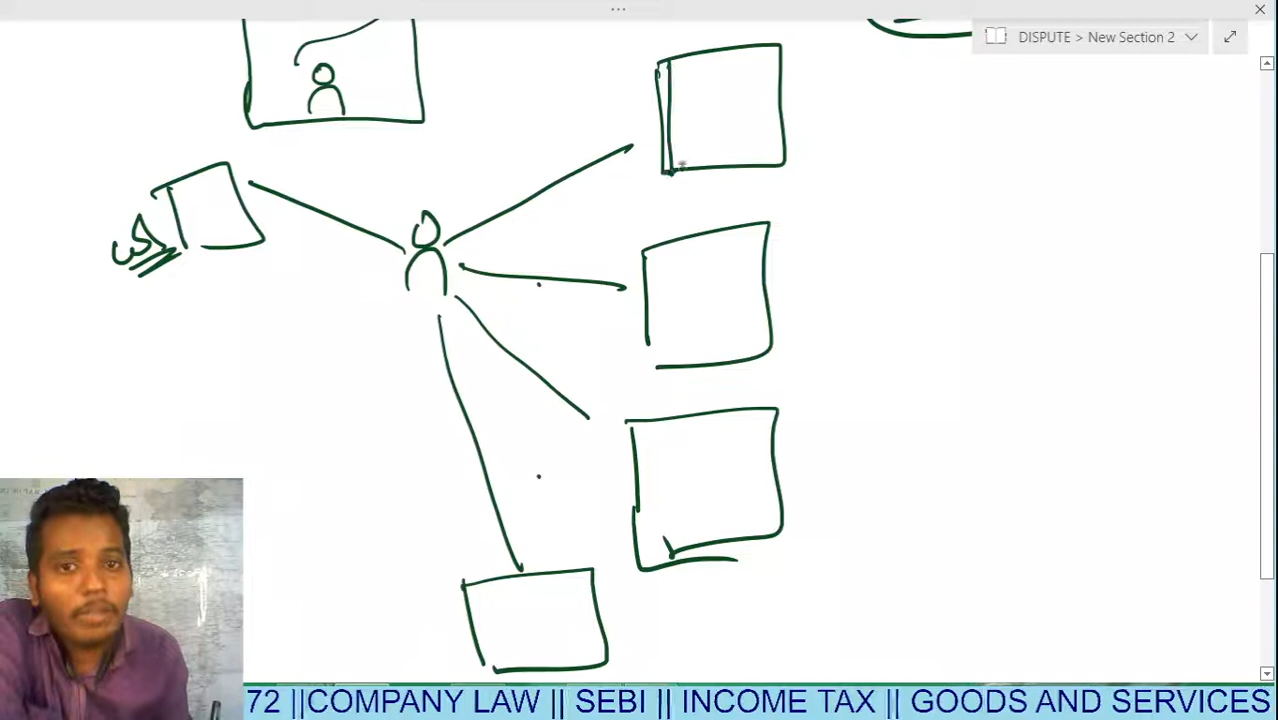 DISPUTE > New Section 2
72 ||COMPANY LAW || SEBI || INCOME TAX || GOODS AND SERVICES